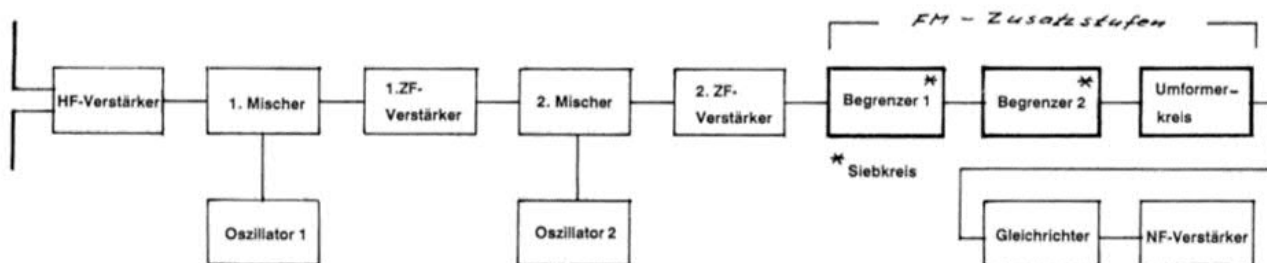 FM - Zusatzstufen
HF-Verstärker
1. Mischer
1.ZF-
Verstärker
2. Mischer
2. ZF-
Verstärker
Begrenzer 1 *
Begrenzer 2 *
Umformer-
kreis
* Siebkreis
Oszillator 1
Oszillator 2
Gleichrichter
NF-Verstärker